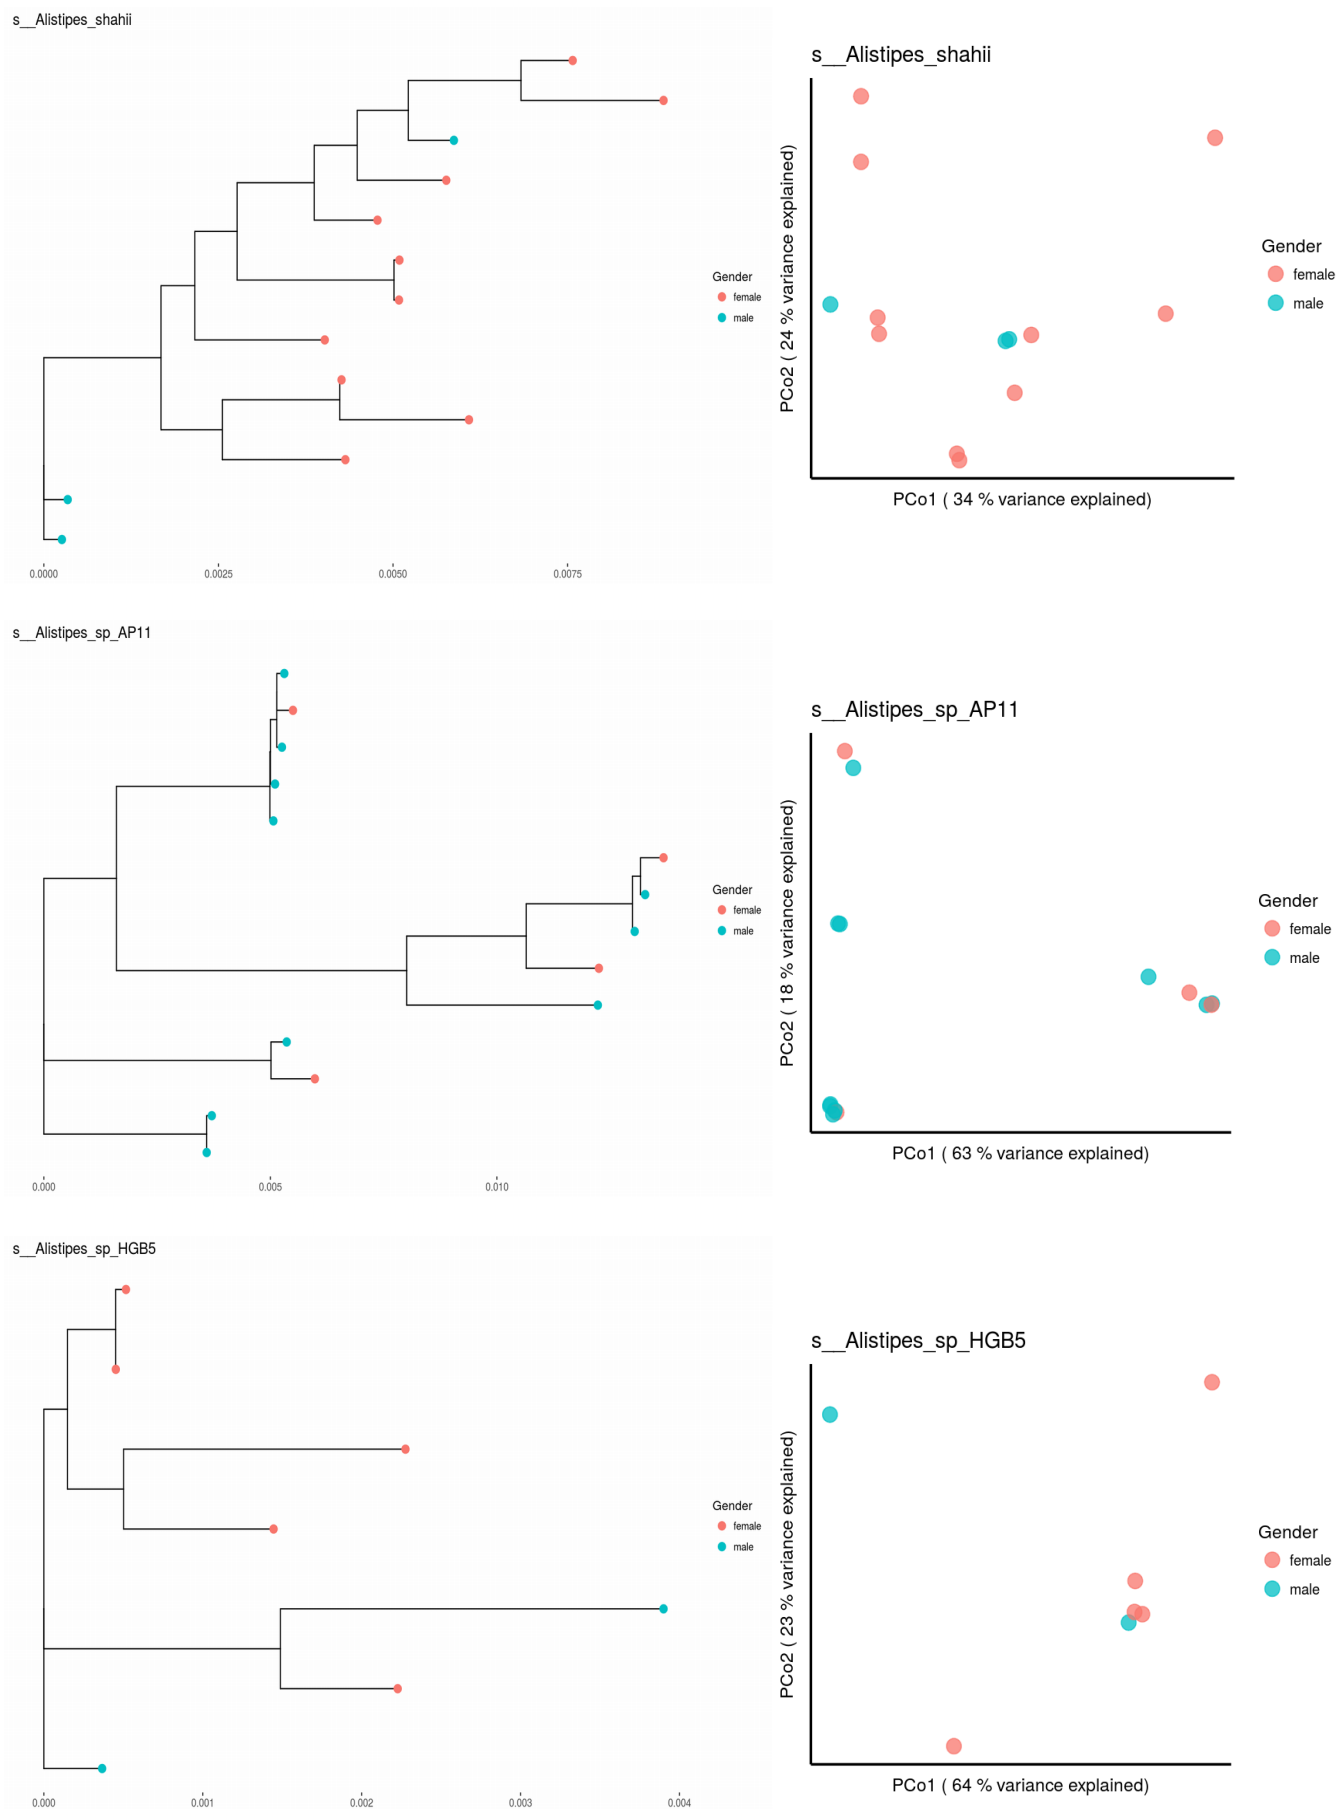 s__Alistipes_shahii
Gender
female
male
0.0000 0.0025 0.0050 0.0075
s__Alistipes_shahii
PCo2 ( 24 % variance explained)
PCo1 ( 34 % variance explained)
Gender
female
male
s__Alistipes_sp_AP11
Gender
female
male
0.000 0.005 0.010
s__Alistipes_sp_AP11
PCo2 ( 18 % variance explained)
PCo1 ( 63 % variance explained)
Gender
female
male
s__Alistipes_sp_HGB5
Gender
female
male
0.000 0.001 0.002 0.003 0.004
s__Alistipes_sp_HGB5
PCo2 ( 23 % variance explained)
PCo1 ( 64 % variance explained)
Gender
female
male